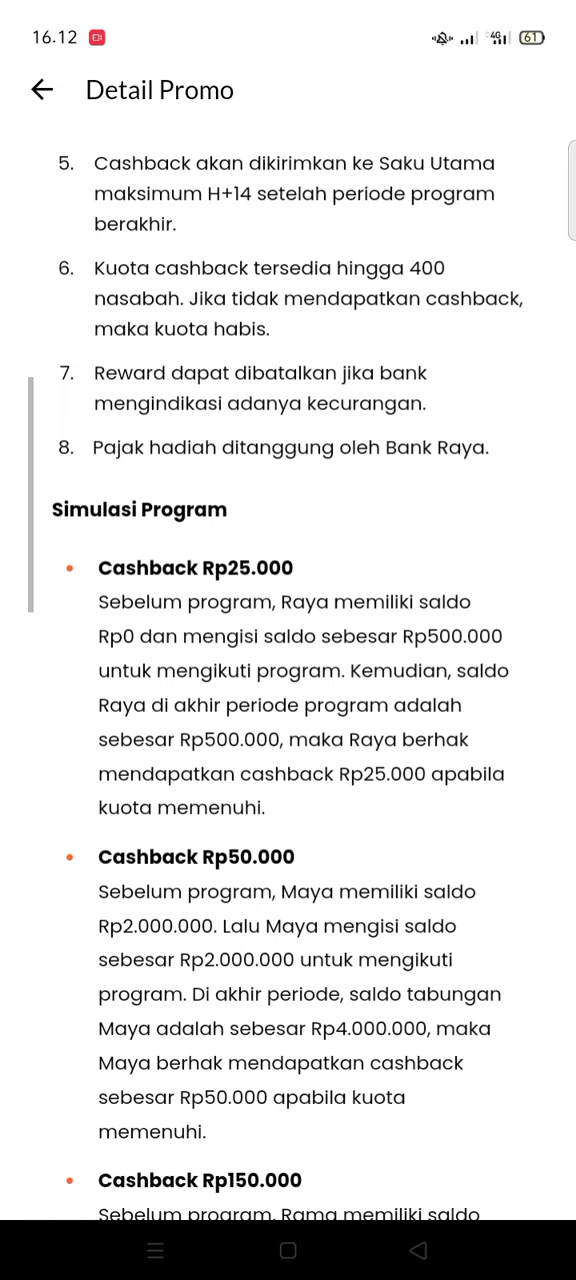 16.12
4G
61
Detail Promo
5. Cashback akan dikirimkan ke Saku Utama
maksimum H+14 setelah periode program
berakhir.
6. Kuota cashback tersedia hingga 400
nasabah. Jika tidak mendapatkan cashback,
maka kuota habis.
7. Reward dapat dibatalkan jika bank
mengindikasi adanya kecurangan.
8. Pajak hadiah ditanggung oleh Bank Raya.
Simulasi Program
• Cashback Rp25.000
Sebelum program, Raya memiliki saldo
Rp0 dan mengisi saldo sebesar Rp500.000
untuk mengikuti program. Kemudian, saldo
Raya di akhir periode program adalah
sebesar Rp500.000, maka Raya berhak
mendapatkan cashback Rp25.000 apabila
kuota memenuhi.
• Cashback Rp50.000
Sebelum program, Maya memiliki saldo
Rp2.000.000. Lalu Maya mengisi saldo
sebesar Rp2.000.000 untuk mengikuti
program. Di akhir periode, saldo tabungan
Maya adalah sebesar Rp4.000.000, maka
Maya berhak mendapatkan cashback
sebesar Rp50.000 apabila kuota
memenuhi.
• Cashback Rp150.000
Sebelum program, Rama memiliki saldo